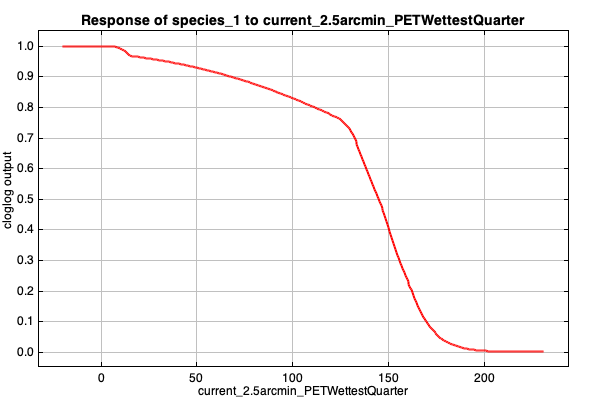 Response of species_1 to current_2.5arcmin_PETWettestQuarter
1.0
0.9
0.8
0.7
0.6
0.5
0.4
0.3
0.2
0.1
0.0
cloglog output
0 50 100 150 200
current_2.5arcmin_PETWettestQuarter